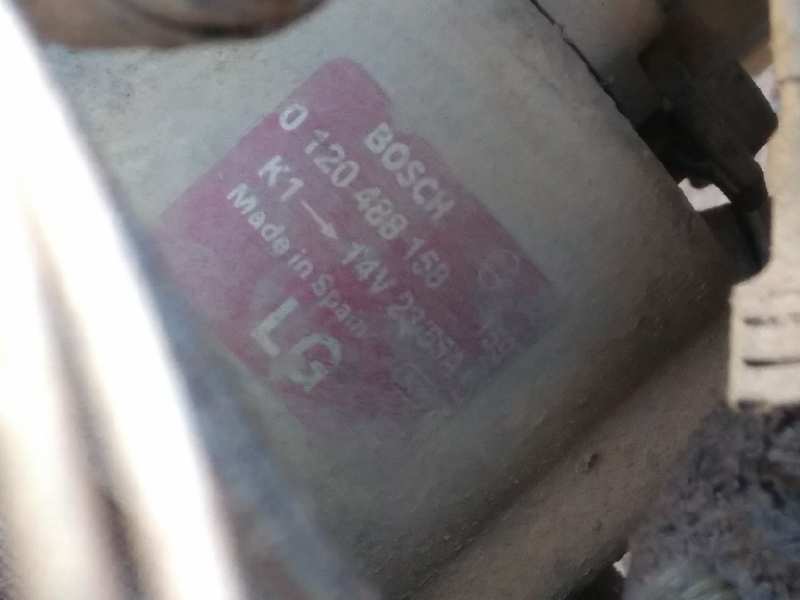 BOSCH
0 120 488 158
K1 → 14V 23/55A
Made in Spain
LG